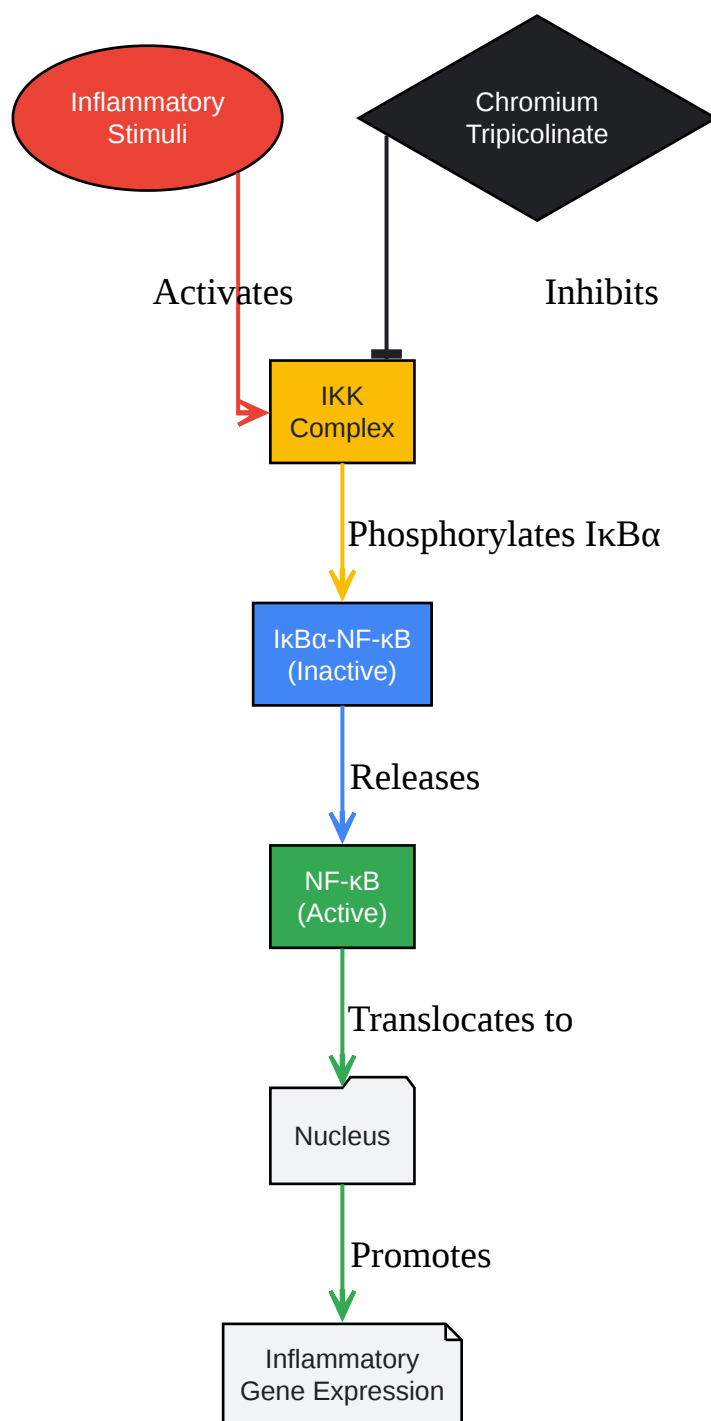 Inflammatory
Stimuli
Chromium
Tripicolinate
Activates
Inhibits
IKK
Complex
Phosphorylates IκBα
IκBα-NF-κB
(Inactive)
Releases
NF-κB
(Active)
Translocates to
Nucleus
Promotes
Inflammatory
Gene Expression